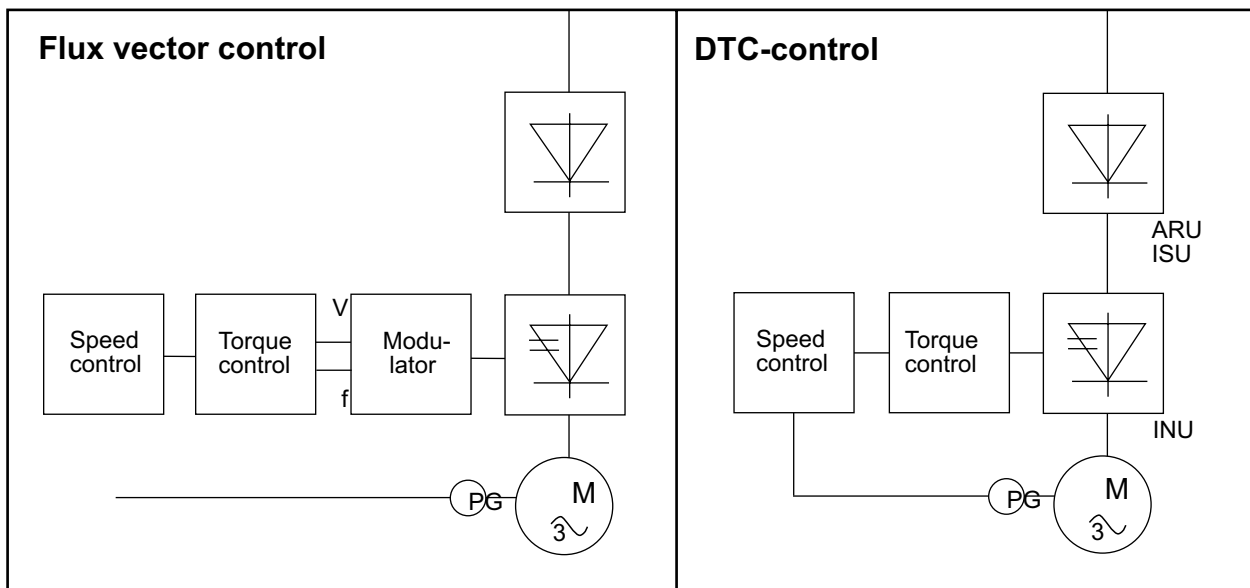 Flux vector control
Speed
control
Torque
control
V
f
Modu-
lator
PG
M
3
DTC-control
ARU
ISU
Speed
control
Torque
control
INU
PG
M
3